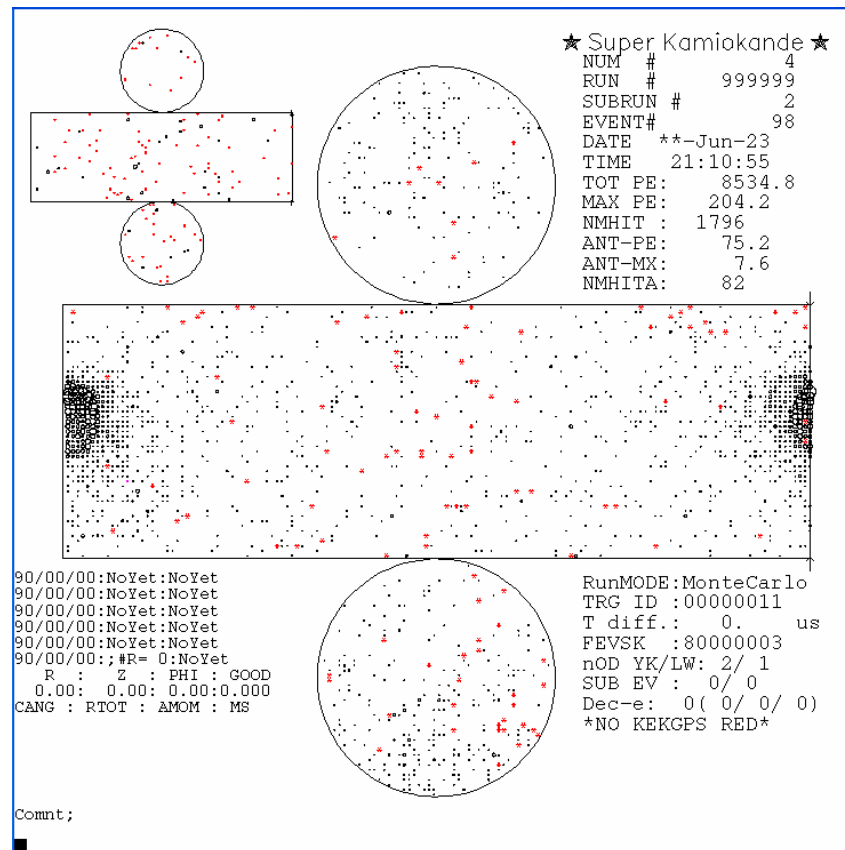 ★ Super Kamiokande ★
NUM # 4
RUN # 999999
SUBRUN # 2
EVENT# 98
DATE **-Jun-23
TIME 21:10:55
TOT PE: 8534.8
MAX PE: 204.2
NMHIT : 1796
ANT-PE: 75.2
ANT-MX: 7.6
NMHITA: 82
90/00/00:NoYet:NoYet
90/00/00:NoYet:NoYet
90/00/00:NoYet:NoYet
90/00/00:NoYet:NoYet
90/00/00:NoYet:NoYet
90/00/00:;#R= 0:NoYet
R : Z : PHI : GOOD
0.00: 0.00: 0.00:0.000
CANG : RTOT : AMOM : MS
RunMODE:MonteCarlo
TRG ID :00000011
T diff.: 0. us
FEVSK :80000003
nOD YK/LW: 2/ 1
SUB EV : 0/ 0
Dec-e: 0( 0/ 0/ 0)
*NO KEKGPS RED*
Comnt;